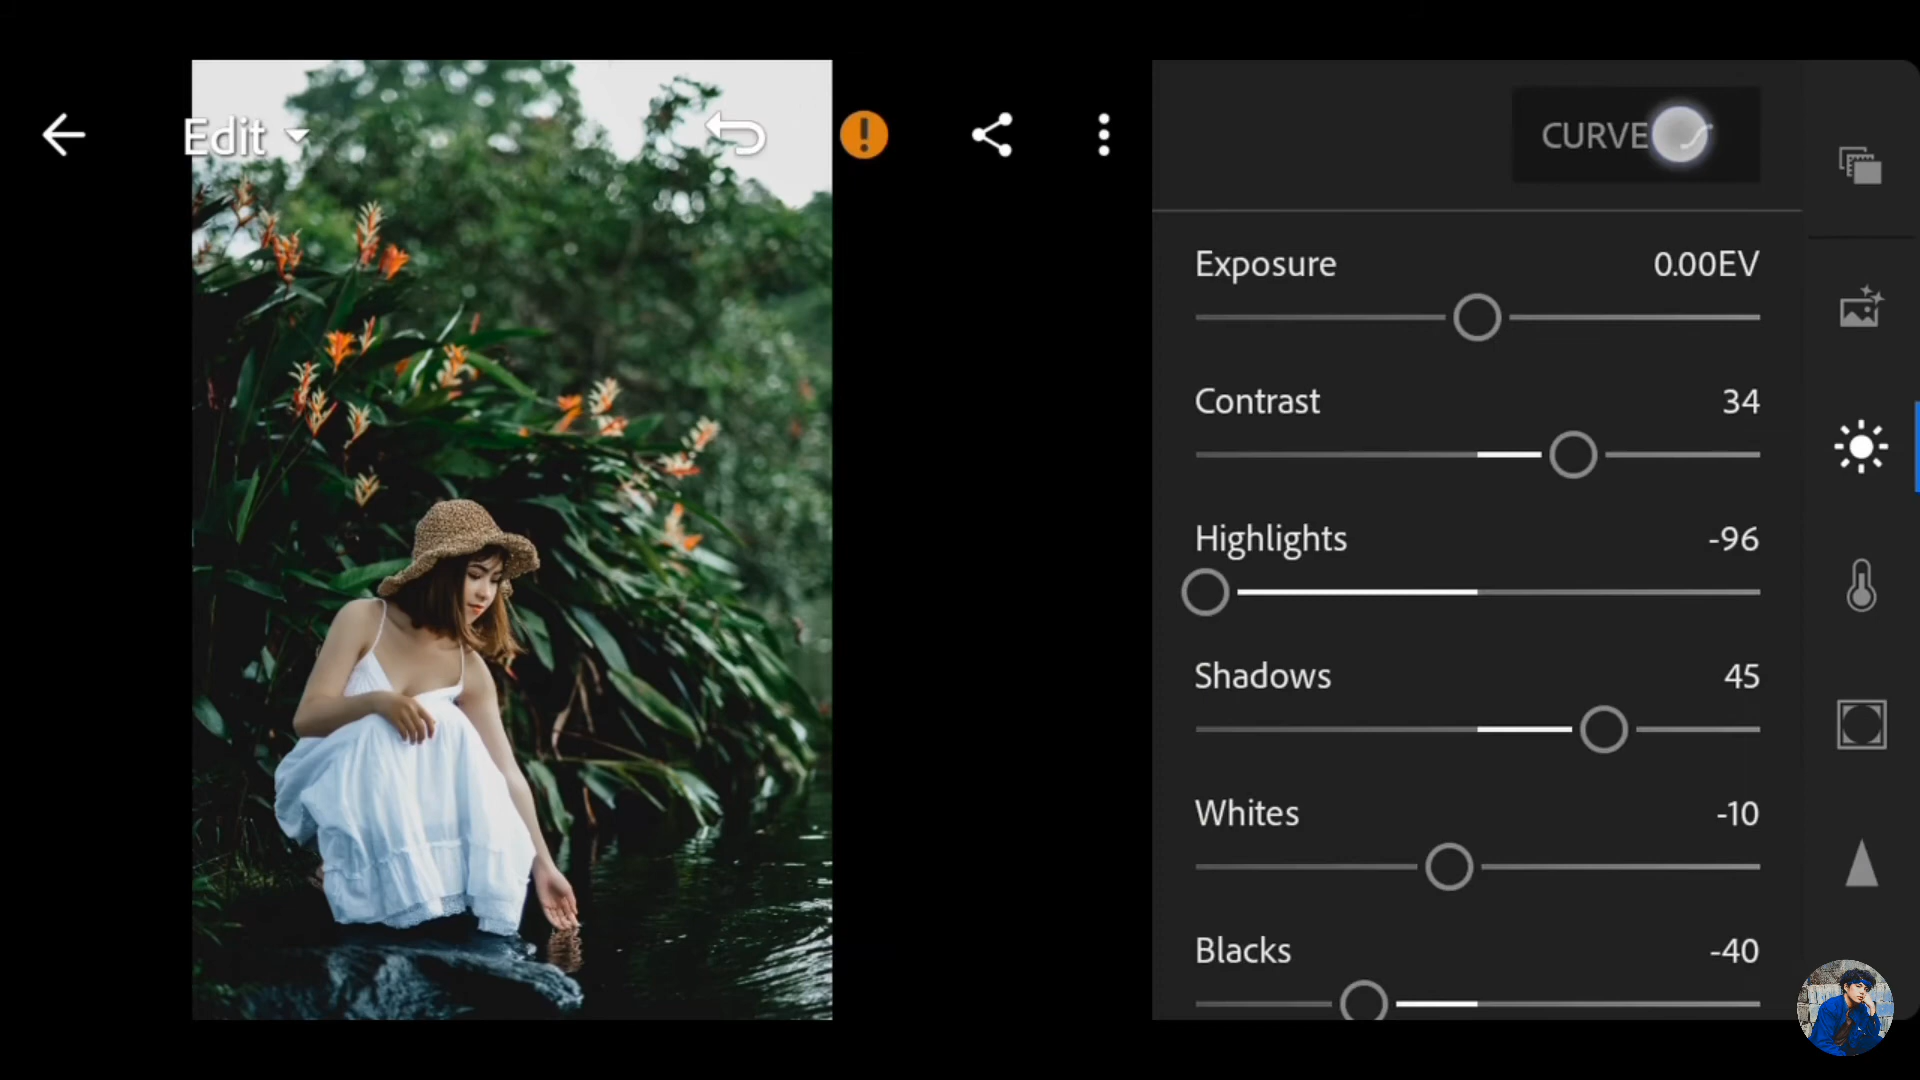 Edit
CURVE
Exposure 0.00EV
Contrast 34
Highlights -96
Shadows 45
Whites -10
Blacks -40